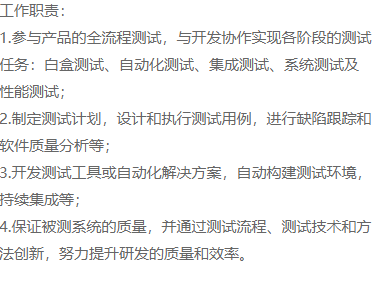 工作职责：
1.参与产品的全流程测试，与开发协作实现各阶段的测试
任务：白盒测试、自动化测试、集成测试、系统测试及
性能测试；
2.制定测试计划，设计和执行测试用例，进行缺陷跟踪和
软件质量分析等；
3.开发测试工具或自动化解决方案，自动构建测试环境，
持续集成等；
4.保证被测系统的质量，并通过测试流程、测试技术和方
法创新，努力提升研发的质量和效率。